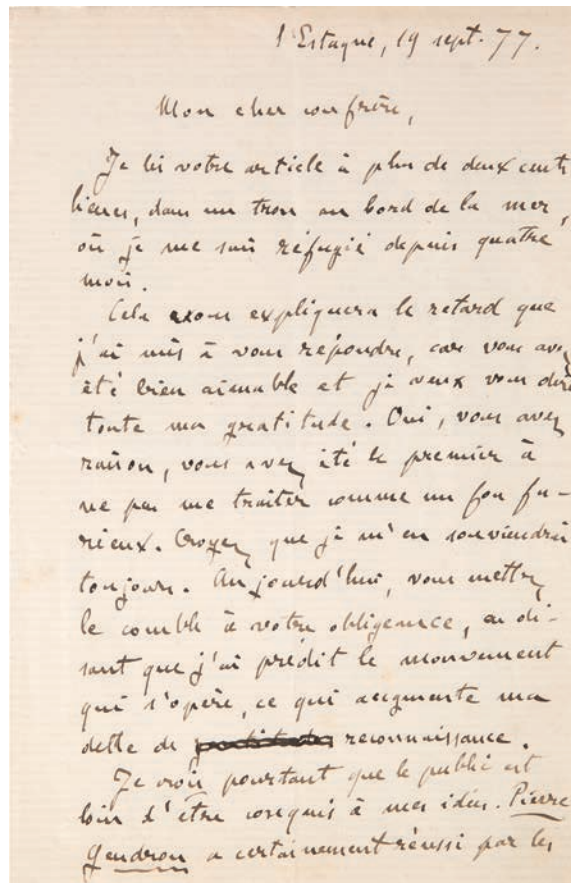 l'Estaque, 19 sept. 77.
Mon cher confrère,
Je lis votre article à plus de deux cents
lieues, dans un trou au bord de la mer,
où je me suis réfugié depuis quatre
mois.
Cela vous expliquera le retard que
j'ai mis à vous répondre, car vous avez
été bien aimable et je veux vous dire
toute ma gratitude. Oui, vous avez
raison, vous avez été le premier à
ne pas me traiter comme un fou fu-
rieux. Croyez que je m'en souviendrai
toujours. Aujourd'hui, vous mettez
le comble à votre obligeance, en di-
sant que j'ai prédit le mouvement
qui s'opère, ce qui augmente ma
dette de reconnaissance.
Je crois pourtant que le public est
loin d'être conquis à mes idées. Pierre
Gendron a certainement réussi par les